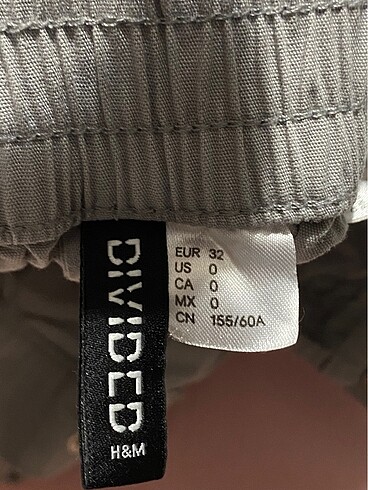 DIVIDED
H&M
EUR 32
US 0
CA 0
MX 0
CN 155/60A